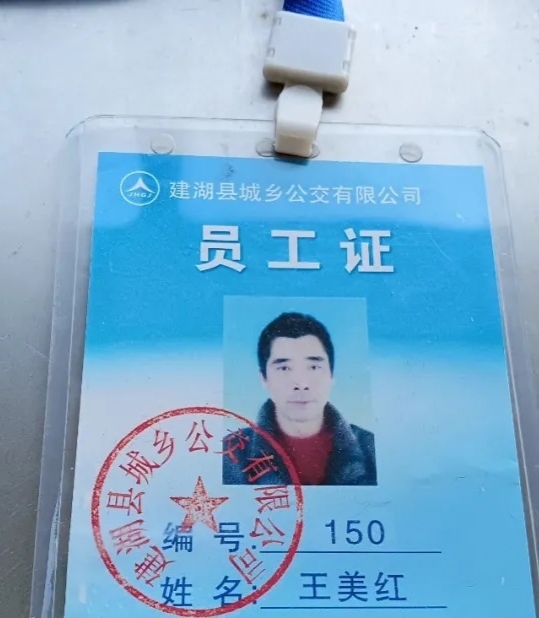 JHGJ
建湖县城乡公交有限公司
员工证
建湖县城乡公交有限公司
编 号: 150
姓 名: 王美红